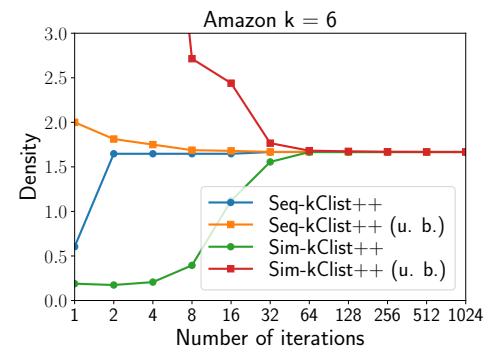 Amazon k = 6
3.0
2.5
2.0
1.5
1.0
0.5
0.0
Density
Seq-kClist++
Seq-kClist++ (u. b.)
Sim-kClist++
Sim-kClist++ (u. b.)
1 2 4 8 16 32 64 128 256 512 1024
Number of iterations